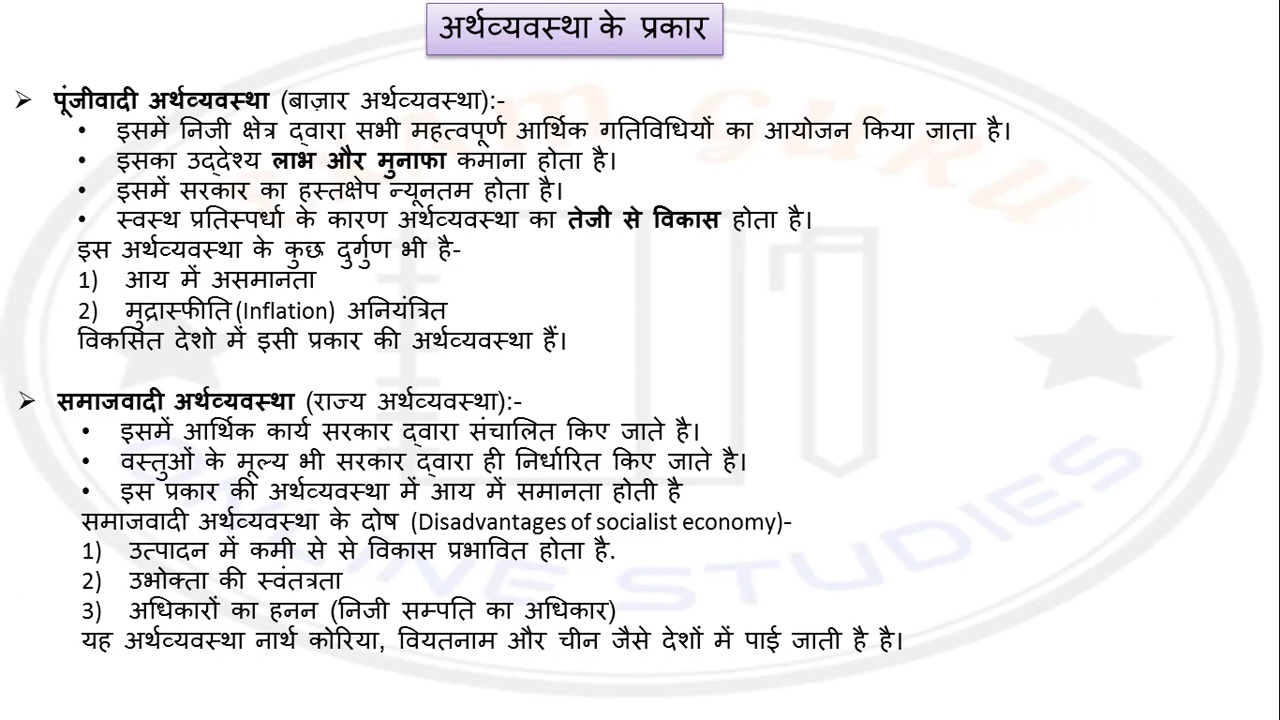 अर्थव्यवस्था के प्रकार
➢ पूंजीवादी अर्थव्यवस्था (बाज़ार अर्थव्यवस्था):-
• इसमें निजी क्षेत्र द्वारा सभी महत्वपूर्ण आर्थिक गतिविधियों का आयोजन किया जाता है।
• इसका उद्देश्य लाभ और मुनाफा कमाना होता है।
• इसमें सरकार का हस्तक्षेप न्यूनतम होता है।
• स्वस्थ प्रतिस्पर्धा के कारण अर्थव्यवस्था का तेजी से विकास होता है।
इस अर्थव्यवस्था के कुछ दुर्गुण भी है-
1) आय में असमानता
2) मुद्रास्फीति (Inflation) अनियंत्रित
विकसित देशो में इसी प्रकार की अर्थव्यवस्था हैं।
➢ समाजवादी अर्थव्यवस्था (राज्य अर्थव्यवस्था):-
• इसमें आर्थिक कार्य सरकार द्वारा संचालित किए जाते है।
• वस्तुओं के मूल्य भी सरकार द्वारा ही निर्धारित किए जाते है।
• इस प्रकार की अर्थव्यवस्था में आय में समानता होती है
समाजवादी अर्थव्यवस्था के दोष (Disadvantages of socialist economy)-
1) उत्पादन में कमी से से विकास प्रभावित होता है.
2) उभोक्ता की स्वंतत्रता
3) अधिकारों का हनन (निजी सम्पति का अधिकार)
यह अर्थव्यवस्था नार्थ कोरिया, वियतनाम और चीन जैसे देशों में पाई जाती है है।